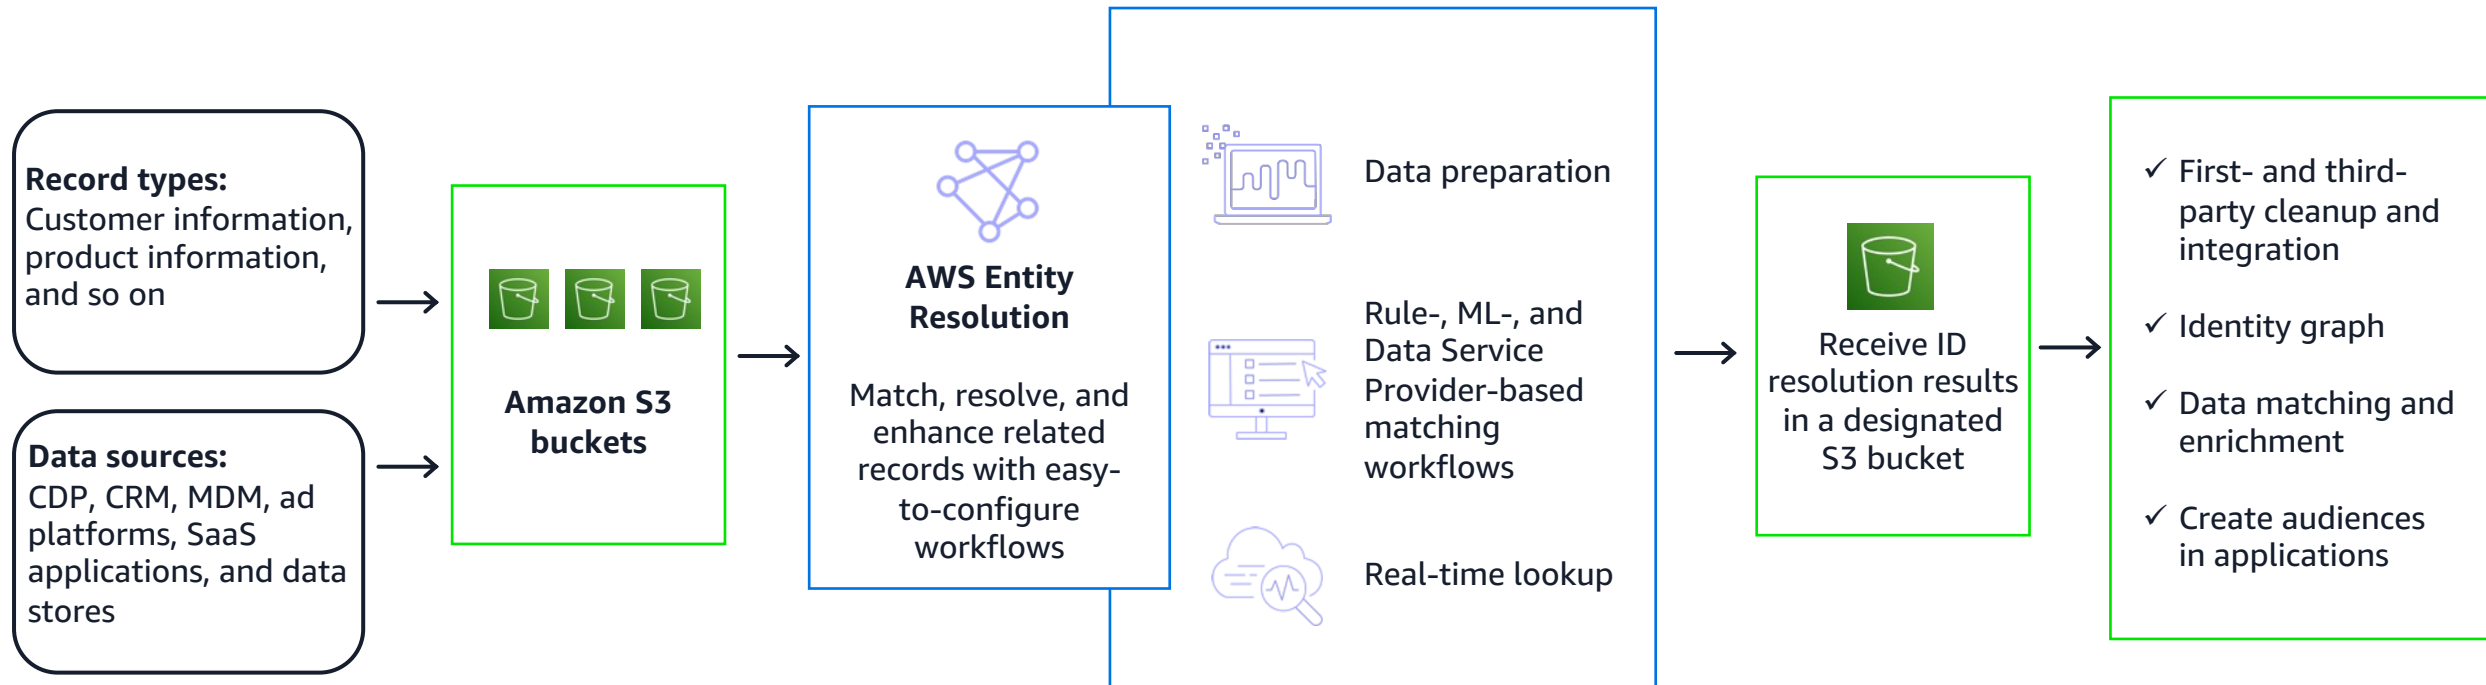 Record types:
Customer information,
product information,
and so on
Data sources:
CDP, CRM, MDM, ad
platforms, SaaS
applications, and data
stores
Amazon S3
buckets
AWS Entity
Resolution
Match, resolve, and
enhance related
records with easy-
to-configure
workflows
Data preparation
Rule-, ML-, and
Data Service
Provider-based
matching
workflows
Real-time lookup
Receive ID
resolution results
in a designated
S3 bucket
✓ First- and third-
party cleanup and
integration
✓ Identity graph
✓ Data matching and
enrichment
✓ Create audiences
in applications